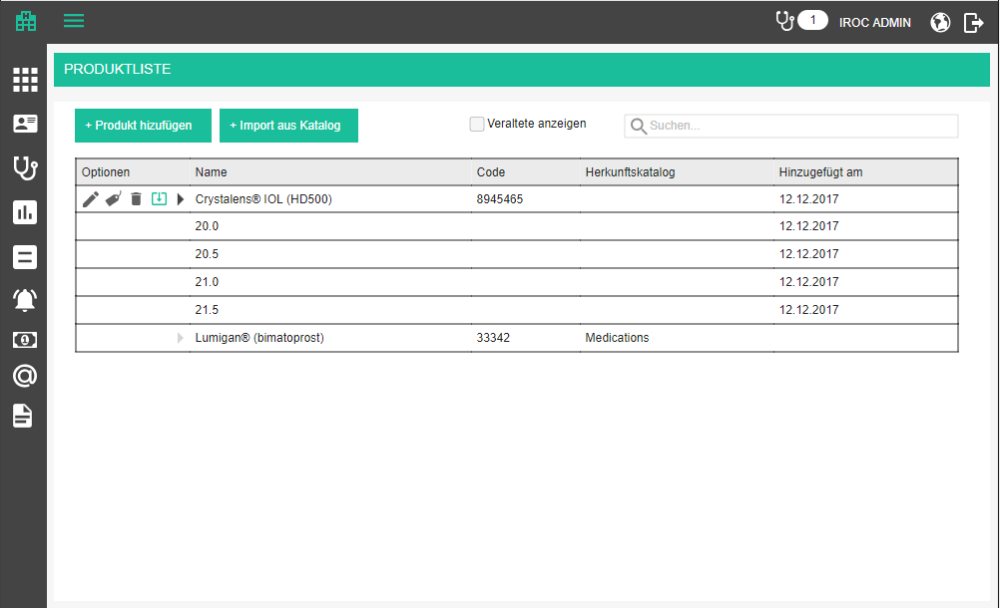 1 IROC ADMIN
PRODUKTLISTE
+ Produkt hinzufügen + Import aus Katalog Veraltete anzeigen Suchen...
Optionen Name Code Herkunftskatalog Hinzugefügt am
Crystalens® IOL (HD500) 8945465 12.12.2017
20.0 12.12.2017
20.5 12.12.2017
21.0 12.12.2017
21.5 12.12.2017
Lumigan® (bimatoprost) 33342 Medications